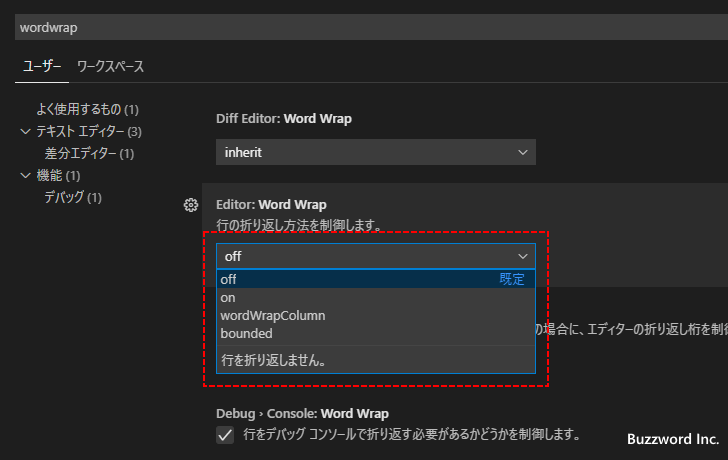 wordwrap
ユーザー ワークスペース
よく使用するもの (1)
テキスト エディター (3)
差分エディター (1)
機能 (1)
デバッグ (1)
Diff Editor: Word Wrap
inherit
Editor: Word Wrap
行の折り返し方法を制御します。
off
off 既定
on
wordWrapColumn
bounded
の場合に、エディターの折り返し桁を制御
行を折り返しません。
Debug › Console: Word Wrap
行をデバッグ コンソールで折り返す必要があるかどうかを制御します。
Buzzword Inc.